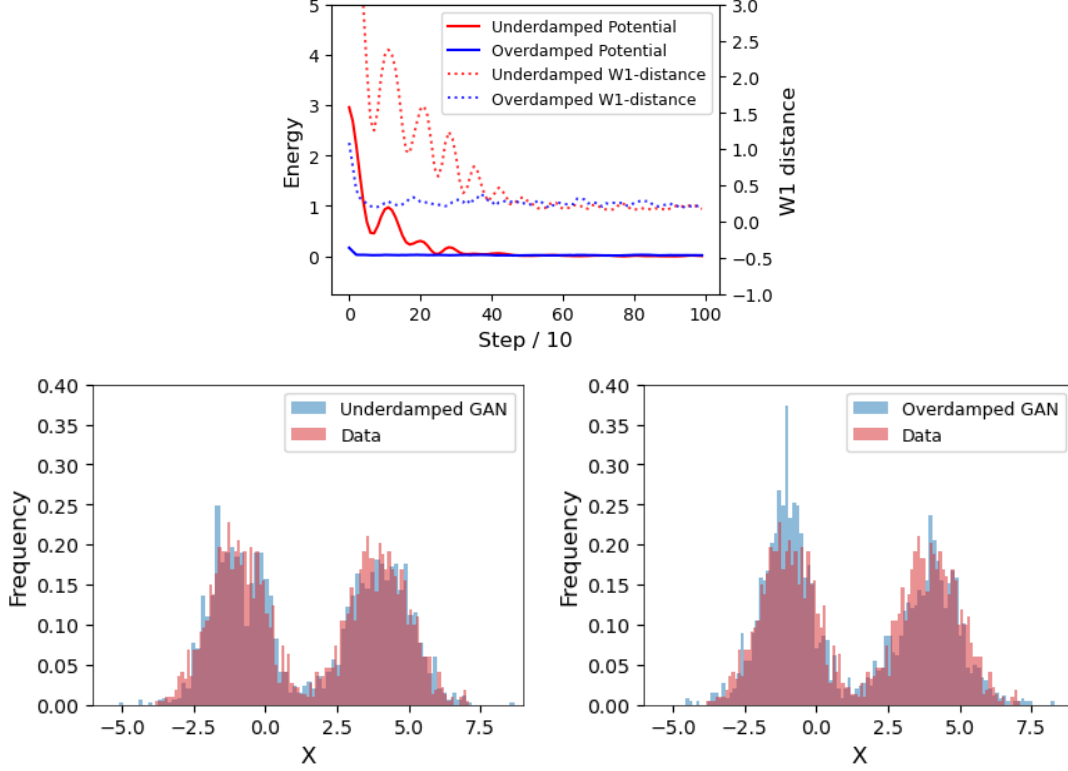 5
4
3
2
1
0
Energy
3.0
2.5
2.0
1.5
1.0
0.5
0.0
−0.5
−1.0
W1 distance
Underdamped Potential
Overdamped Potential
Underdamped W1-distance
Overdamped W1-distance
0 20 40 60 80 100
Step / 10
0.40
0.35
0.30
0.25
0.20
0.15
0.10
0.05
0.00
Frequency
Underdamped GAN
Data
−5.0 −2.5 0.0 2.5 5.0 7.5
X
0.40
0.35
0.30
0.25
0.20
0.15
0.10
0.05
0.00
Frequency
Overdamped GAN
Data
−5.0 −2.5 0.0 2.5 5.0 7.5
X